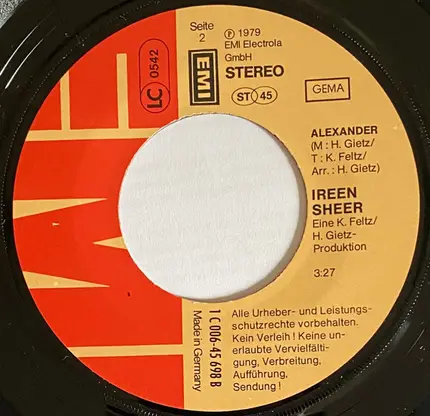 Seite
2
℗ 1979
EMI Electrola
GmbH
LC 0542
EMI
STEREO
ST 45
GEMA
ALEXANDER
(M : H. Gietz/
T : K. Feltz/
Arr. : H. Gietz)
IREEN
SHEER
Eine K. Feltz/
H. Gietz-
Produktion
3:27
1 C 006-45 698 B
Made in Germany
Alle Urheber- und Leistungs-
schutzrechte vorbehalten.
Kein Verleih ! Keine un-
erlaubte Vervielfälti-
gung, Verbreitung,
Aufführung,
Sendung !
EMI